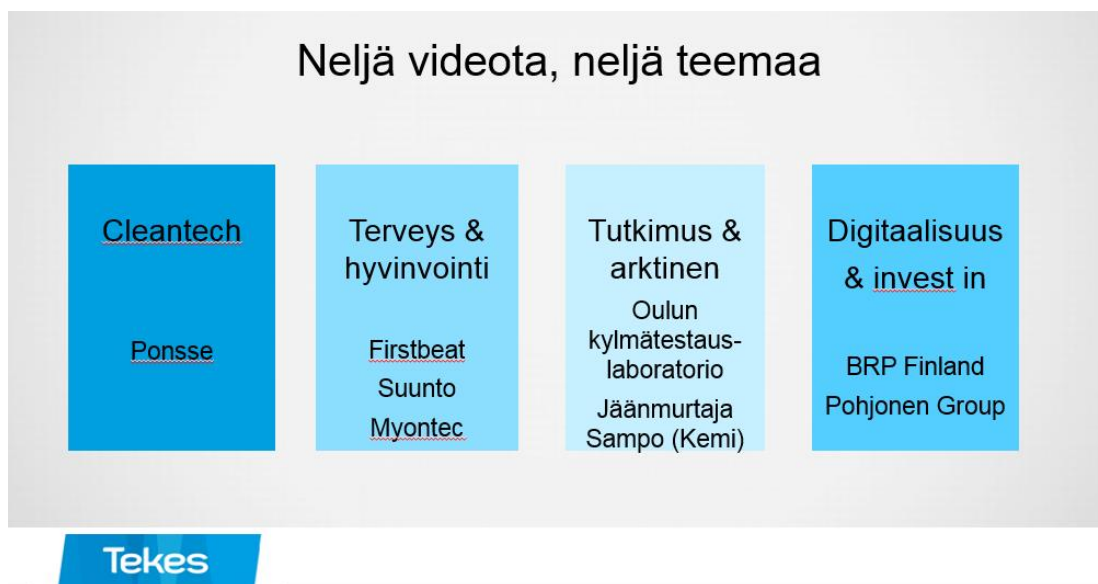 Neljä videota, neljä teemaa
Cleantech
Ponsse
Terveys &
hyvinvointi
Firstbeat
Suunto
Myontec
Tutkimus &
arktinen
Oulun
kylmätestaus-
laboratorio
Jäänmurtaja
Sampo (Kemi)
Digitaalisuus
& invest in
BRP Finland
Pohjonen Group
Tekes